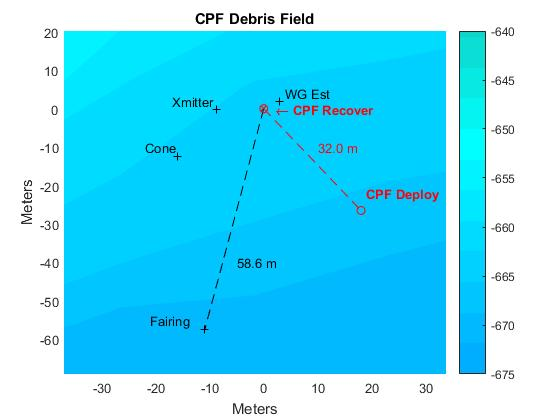 CPF Debris Field
20
10
0
-10
-20
-30
-40
-50
-60
Meters
WG Est
Xmitter
← CPF Recover
Cone
32.0 m
CPF Deploy
58.6 m
Fairing
-30 -20 -10 0 10 20 30
Meters
-640
-645
-650
-655
-660
-665
-670
-675